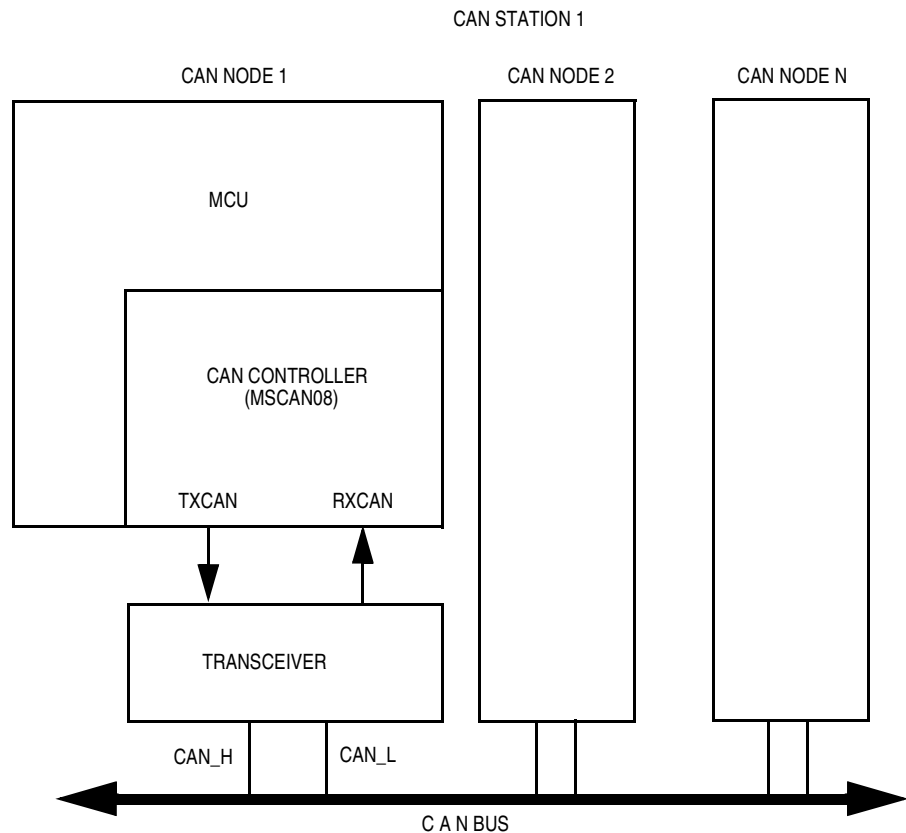 CAN STATION 1
CAN NODE 1
CAN NODE 2
CAN NODE N
MCU
CAN CONTROLLER
(MSCAN08)
TXCAN
RXCAN
TRANSCEIVER
CAN_H
CAN_L
C A N BUS